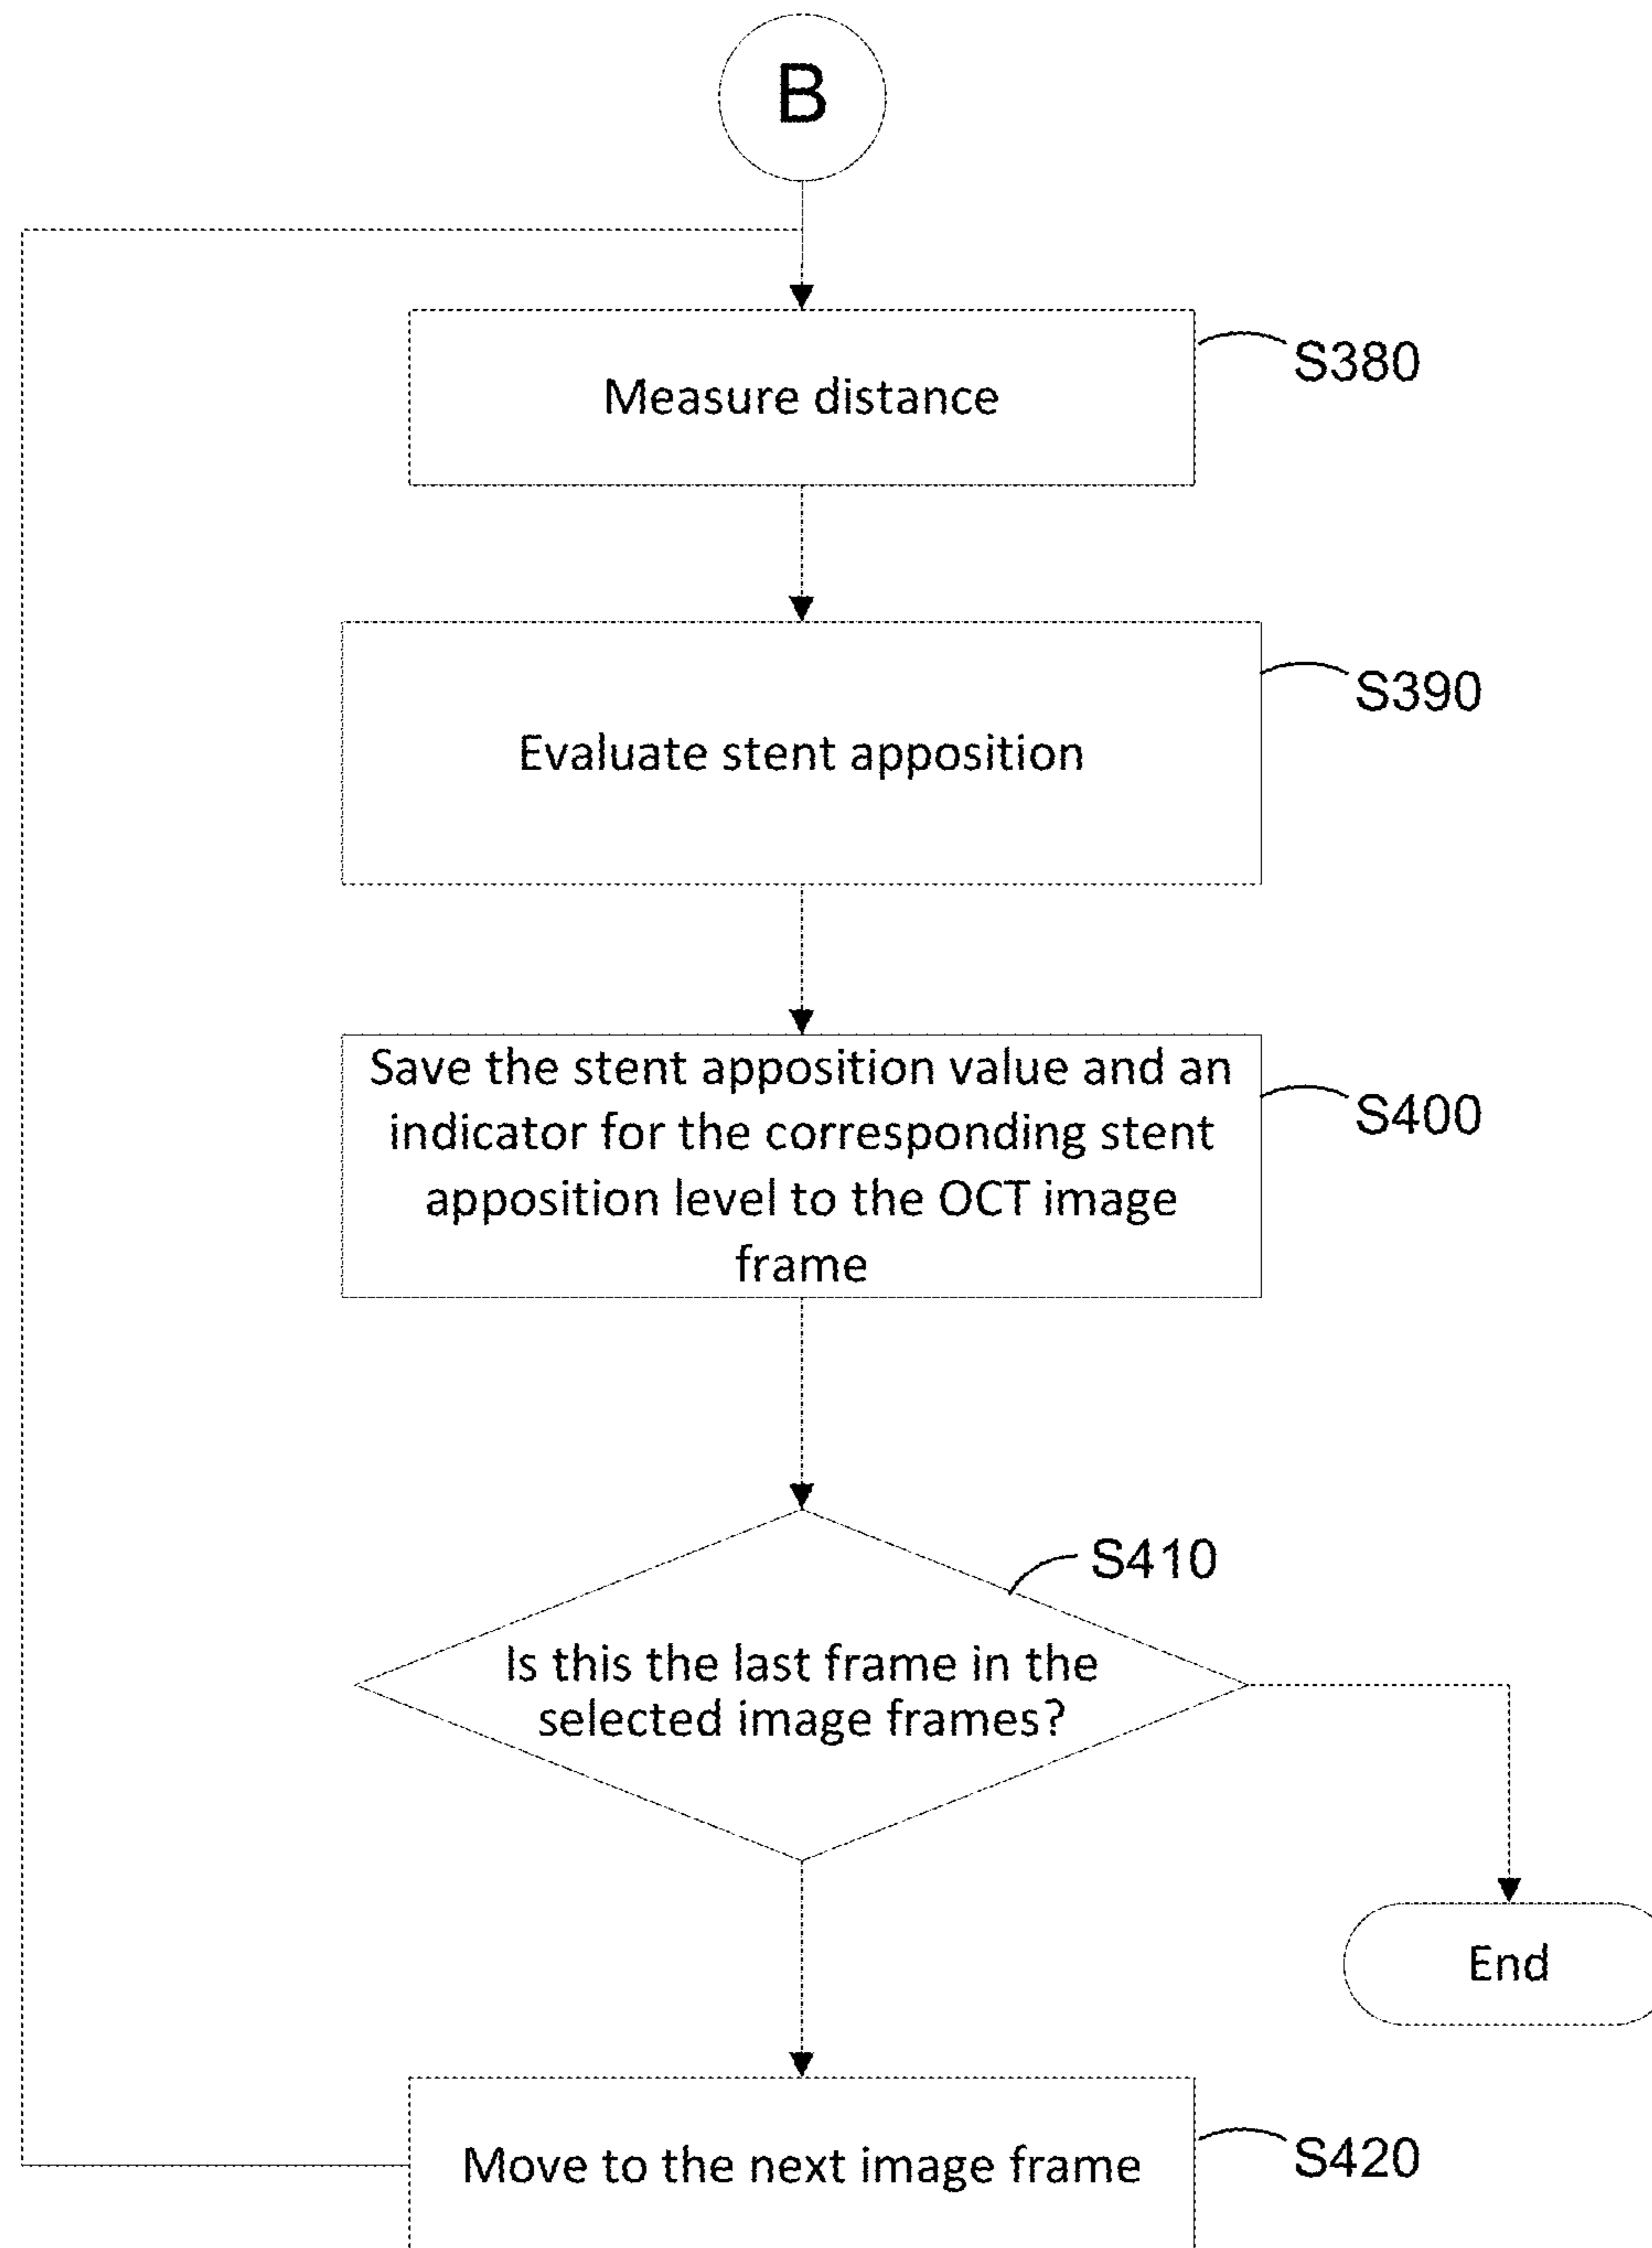 B
Measure distance
S380
Evaluate stent apposition
S390
Save the stent apposition value and an
indicator for the corresponding stent
apposition level to the OCT image
frame
S400
S410
Is this the last frame in the
selected image frames?
End
Move to the next image frame
S420